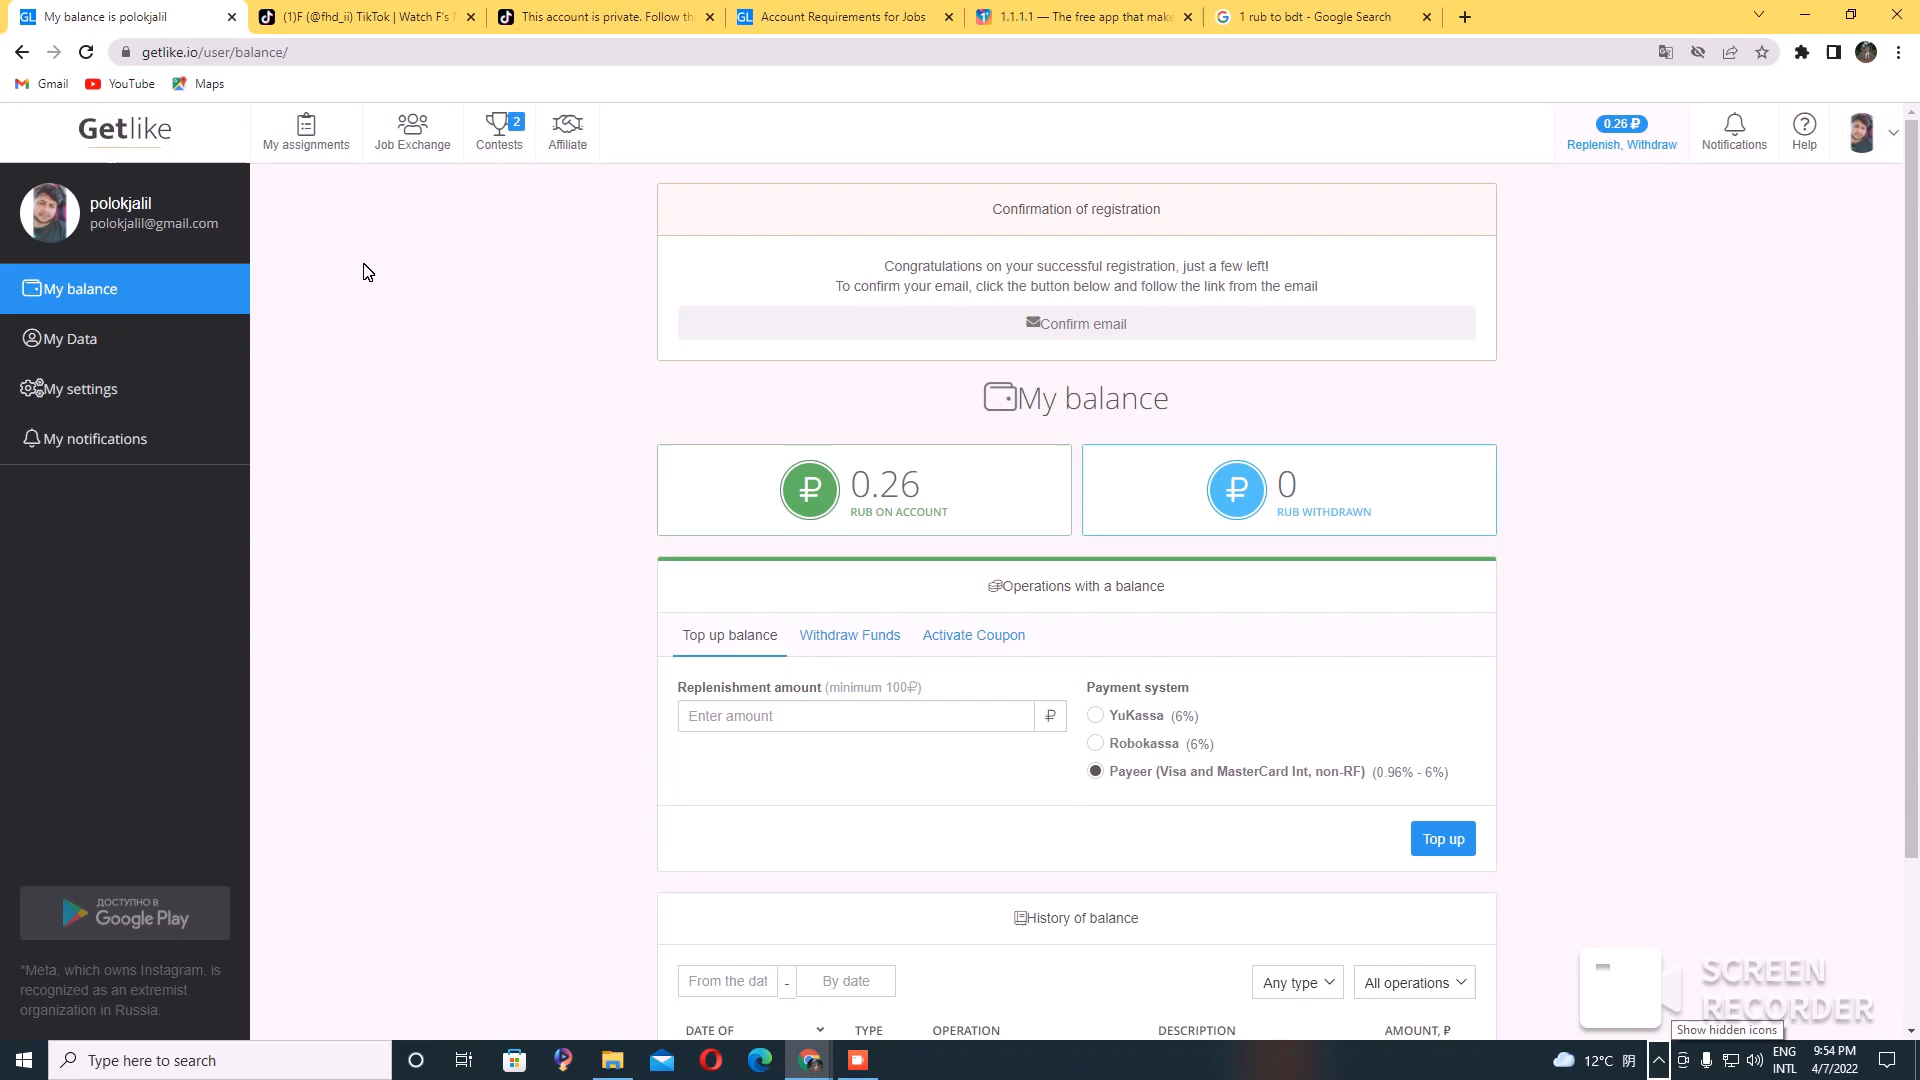 My balance is polokjalil
(1)F (@fhd_ii) TikTok | Watch F's
This account is private. Follow thi
Account Requirements for Jobs
1.1.1.1 — The free app that make
1 rub to bdt - Google Search
getlike.io/user/balance/
Gmail
YouTube
Maps
Getlike
My assignments
Job Exchange
2
Contests
Affiliate
0.26 ₽
Replenish, Withdraw
Notifications
Help
polokjalil
polokjalil@gmail.com
My balance
My Data
My settings
My notifications
ДОСТУПНО В
Google Play
*Meta, which owns Instagram, is
recognized as an extremist
organization in Russia.
Confirmation of registration
Congratulations on your successful registration, just a few left!
To confirm your email, click the button below and follow the link from the email
Confirm email
My balance
₽ 0.26
RUB ON ACCOUNT
₽ 0
RUB WITHDRAWN
Operations with a balance
Top up balance Withdraw Funds Activate Coupon
Replenishment amount (minimum 100₽)
Enter amount ₽
Payment system
YuKassa (6%)
Robokassa (6%)
Payeer (Visa and MasterCard Int, non-RF) (0.96% - 6%)
Top up
History of balance
From the dat - By date
Any type All operations
DATE OF TYPE OPERATION DESCRIPTION AMOUNT, ₽
SCREEN
RECORDER
Show hidden icons
Type here to search
12°C 阴
ENG
INTL
9:54 PM
4/7/2022